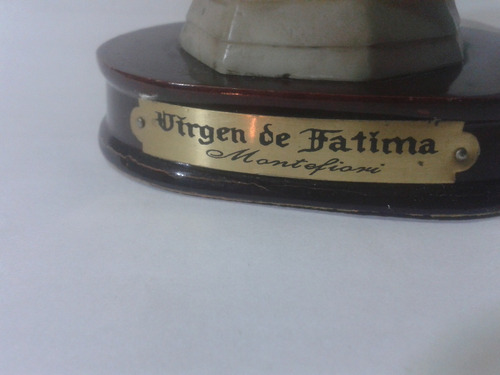 Virgen de Fatima
Montefiori